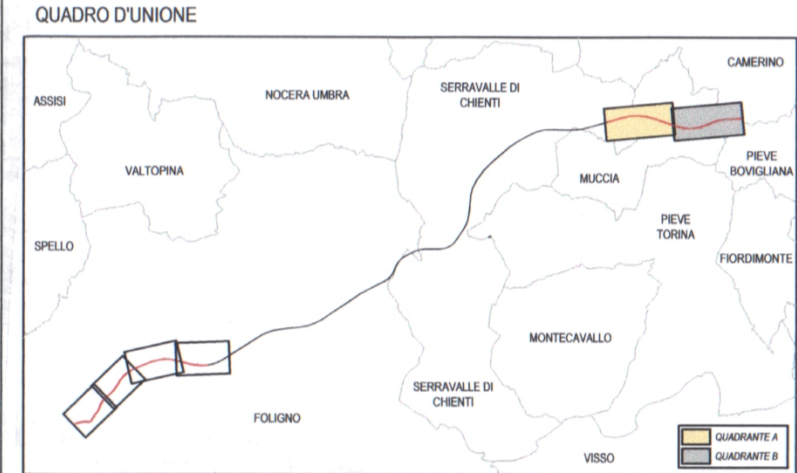 QUADRO D'UNIONE
CAMERINO
SERRAVALLE DI
CHIENTI
NOCERA UMBRA
ASSISI
VALTOPINA
PIEVE
BOVIGLIANA
MUCCIA
PIEVE
TORINA
SPELLO
FIORDIMONTE
MONTECAVALLO
SERRAVALLE DI
CHIENTI
FOLIGNO
VISSO
QUADRANTE A
QUADRANTE B